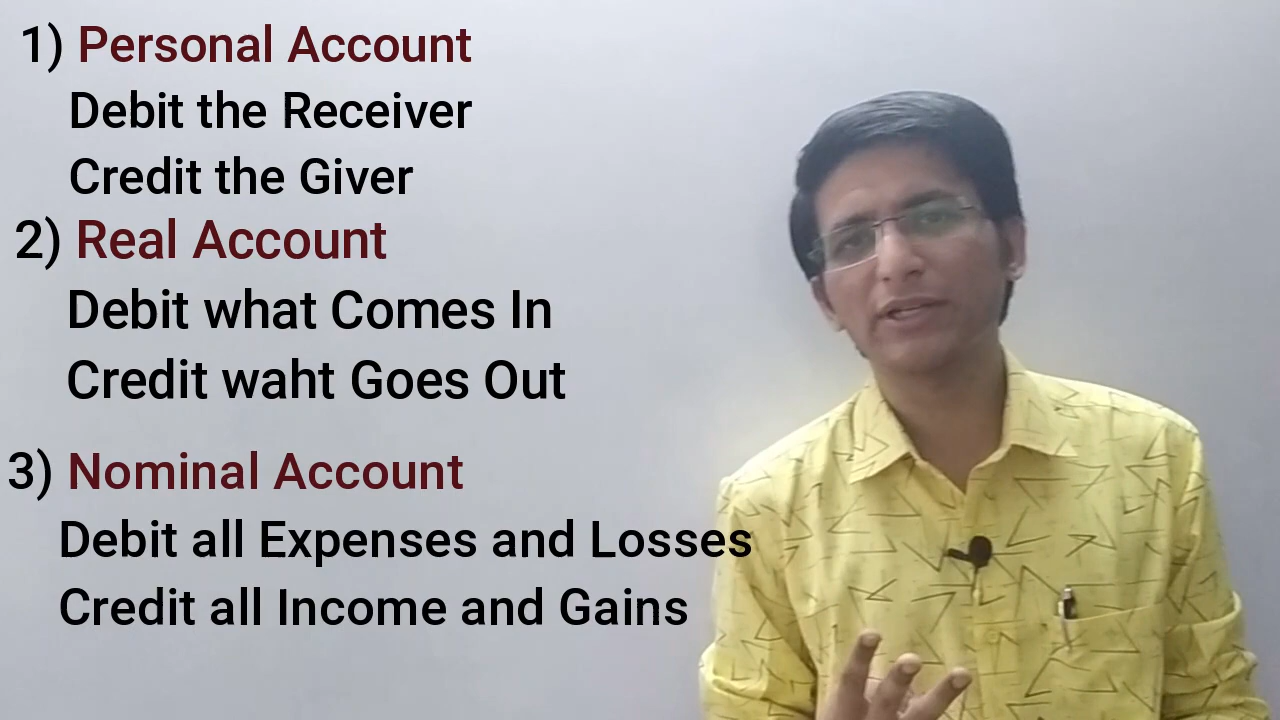 1) Personal Account
Debit the Receiver
Credit the Giver
2) Real Account
Debit what Comes In
Credit waht Goes Out
3) Nominal Account
Debit all Expenses and Losses
Credit all Income and Gains